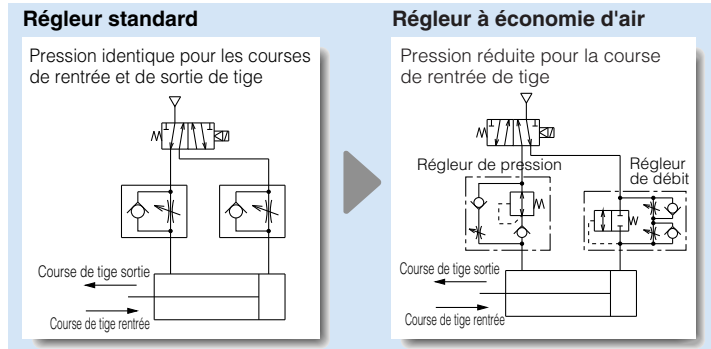 Régleur standard
Pression identique pour les courses
de rentrée et de sortie de tige
Course de tige sortie
Course de tige rentrée
Régleur à économie d'air
Pression réduite pour la course
de rentrée de tige
Régleur de pression
Régleur
de débit
Course de tige sortie
Course de tige rentrée